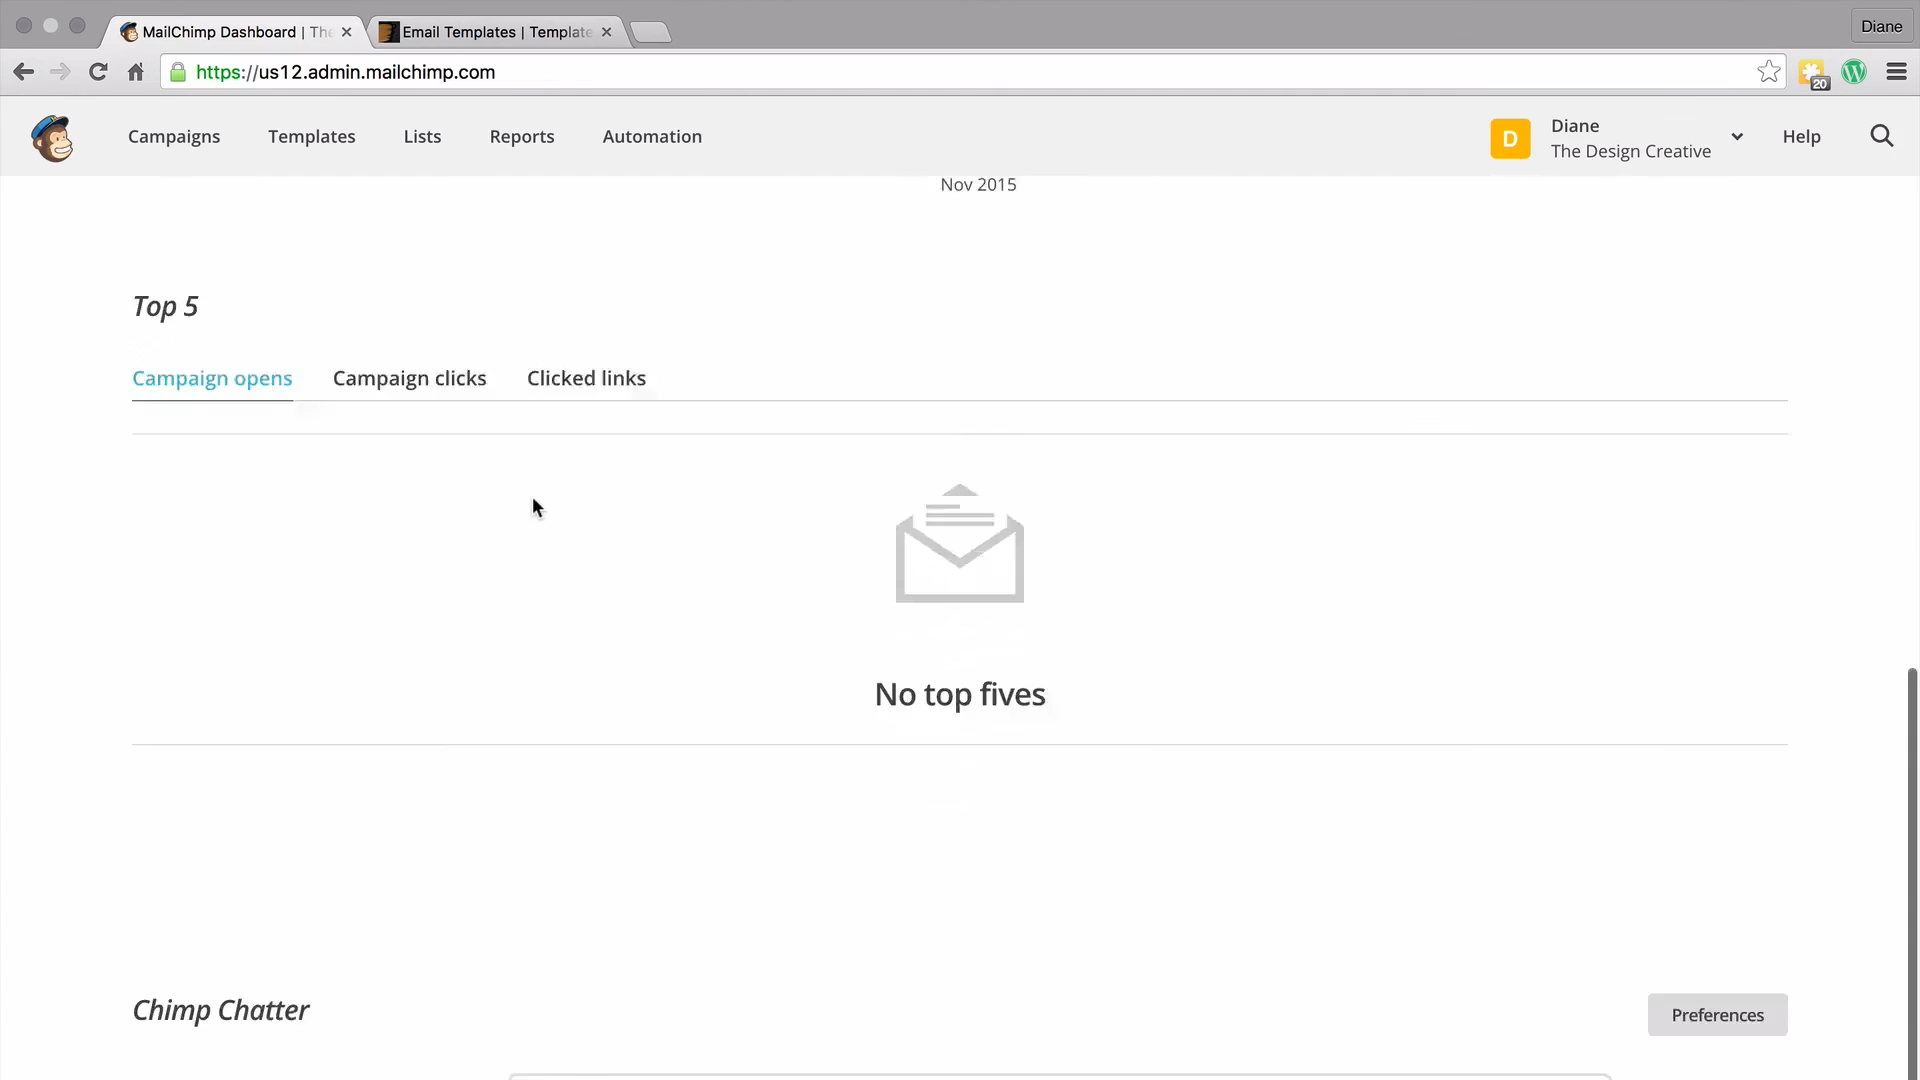 MailChimp Dashboard | The
Email Templates | Template
Diane
https://us12.admin.mailchimp.com
20
Campaigns
Templates
Lists
Reports
Automation
D
Diane
The Design Creative
Help
Nov 2015
Top 5
Campaign opens
Campaign clicks
Clicked links
No top fives
Chimp Chatter
Preferences